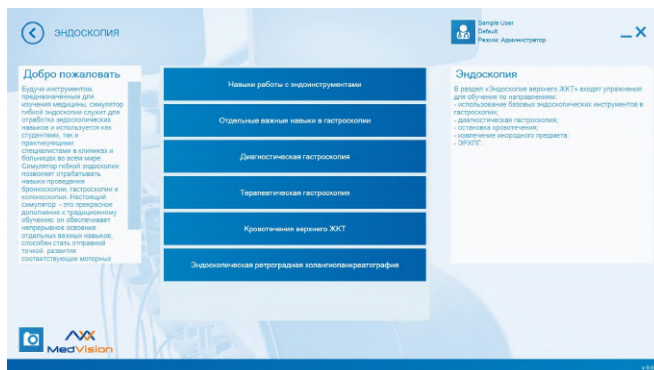 ЭНДОСКОПИЯ
Sample User
Default
Режим: Администратор
Добро пожаловать
Будучи инструментом,
предназначенным для
изучения медицины, симулятор
гибкой эндоскопии служит для
отработки эндоскопических
навыков и используется как
студентами, так и
практикующими
специалистами в клиниках и
больницах во всем мире.
Симулятор гибкой эндоскопии
позволяет отрабатывать
навыки проведения
бронхоскопии, гастроскопии и
колоноскопии. Настоящий
симулятор - это прекрасное
дополнение к традиционному
обучению: он обеспечивает
непрерывное освоение
отдельных важных навыков,
способен стать отправной
точкой развития
соответствующих моторных
Навыки работы с эндоинструментами
Отдельные важные навыки в гастроскопии
Диагностическая гастроскопия
Терапевтическая гастроскопия
Кровотечения верхнего ЖКТ
Эндоскопическая ретроградная холангиопанкреатография
Эндоскопия
В раздел «Эндоскопия верхнего ЖКТ» входят упражнения
для обучения по направлениям:
- использование базовых эндоскопических инструментов в
гастроскопии;
- диагностическая гастроскопия;
- остановка кровотечения;
- извлечение инородного предмета;
- ЭРХПГ.
MedVision